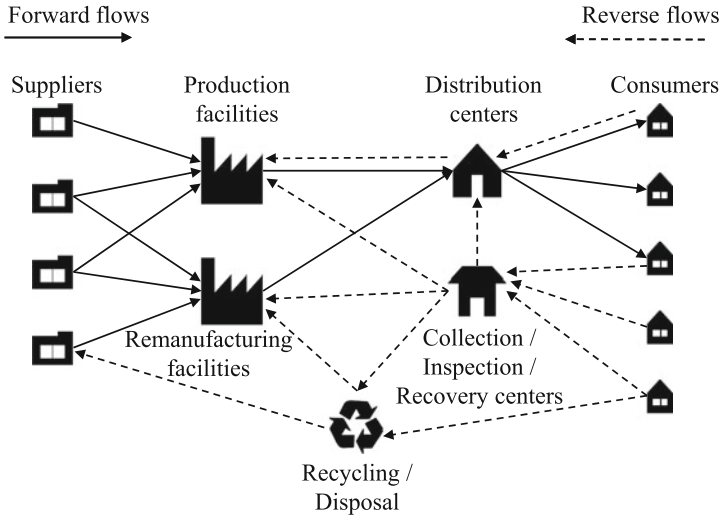 Forward flows
Reverse flows
Suppliers
Production
facilities
Distribution
centers
Consumers
Remanufacturing
facilities
Collection /
Inspection /
Recovery centers
Recycling /
Disposal